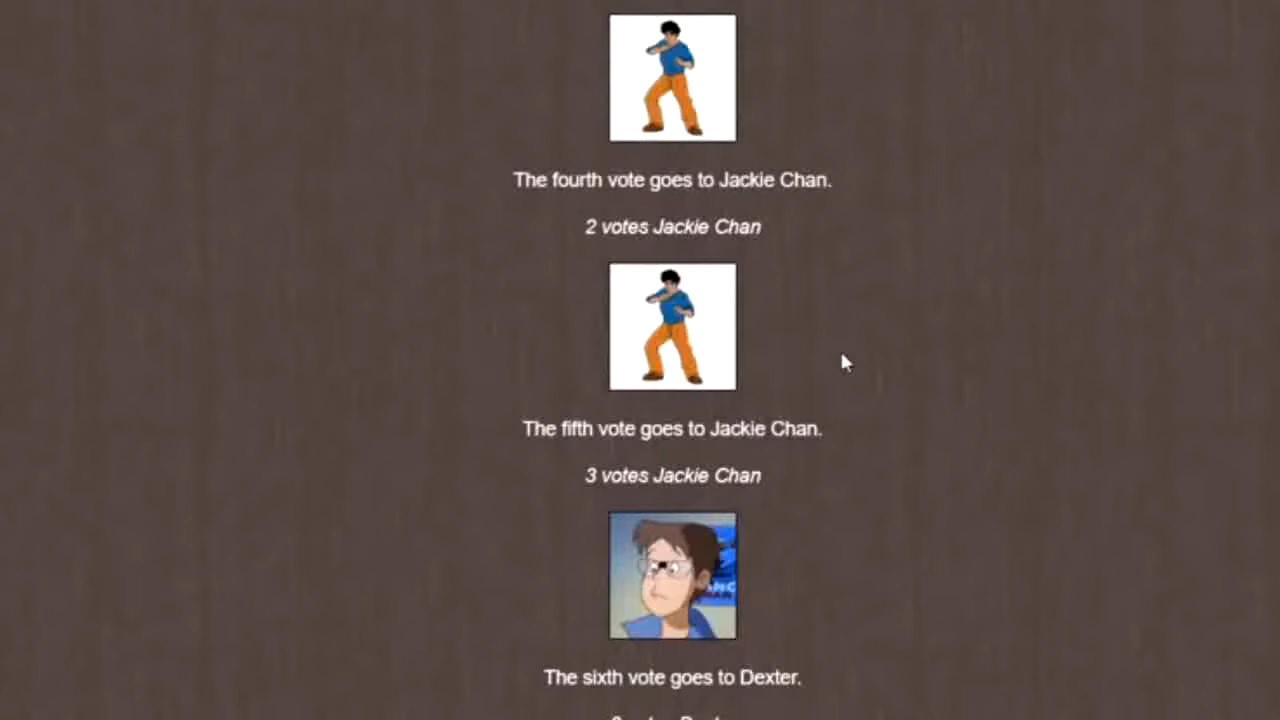 The fourth vote goes to Jackie Chan.
2 votes Jackie Chan
The fifth vote goes to Jackie Chan.
3 votes Jackie Chan
The sixth vote goes to Dexter.